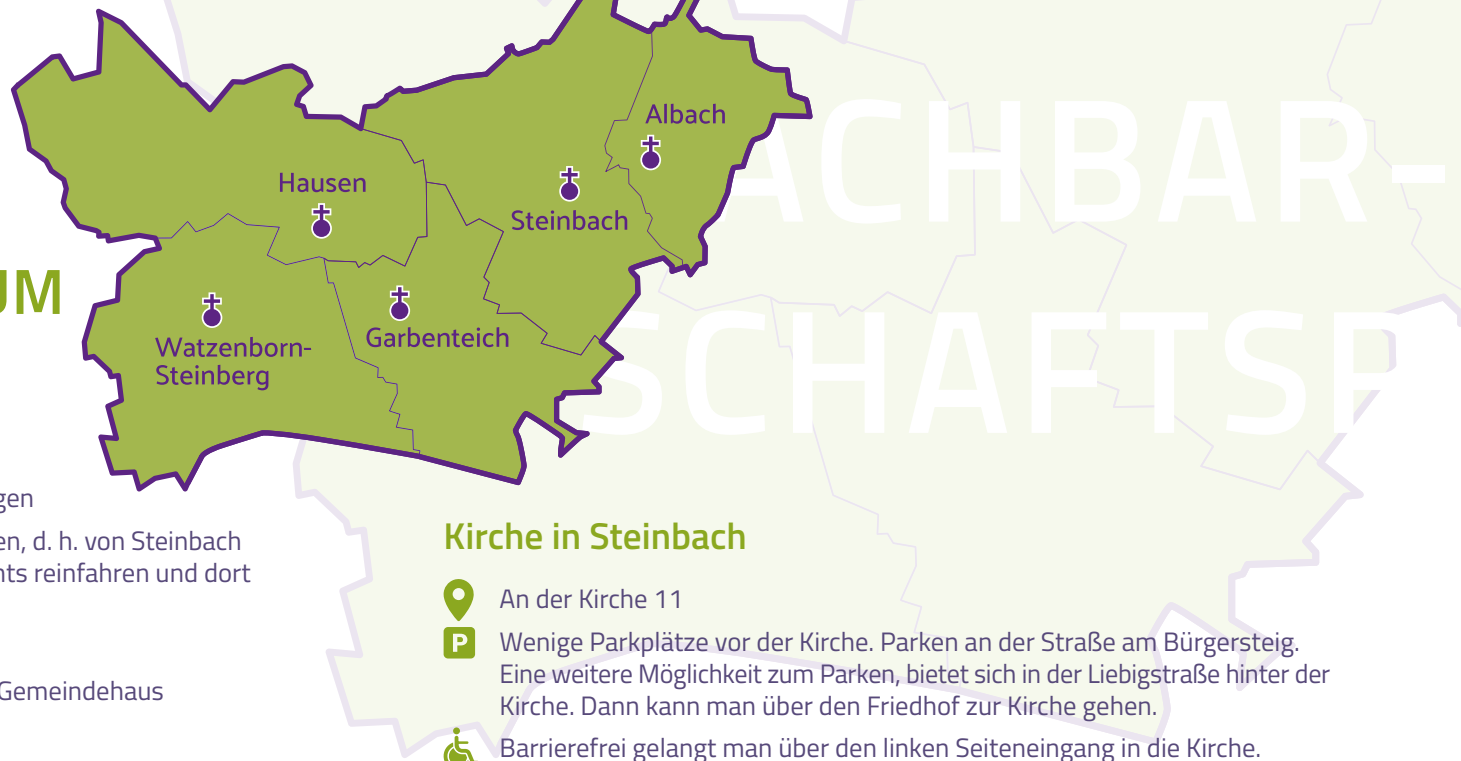 ACHBAR-
SCHAFTSR
UM
Albach
Hausen
Steinbach
Watzenborn-
Steinberg
Garbenteich
gen
en, d. h. von Steinbach
nts reinfahren und dort
Gemeindehaus
Kirche in Steinbach
An der Kirche 11
P
Wenige Parkplätze vor der Kirche. Parken an der Straße am Bürgersteig.
Eine weitere Möglichkeit zum Parken, bietet sich in der Liebigstraße hinter der
Kirche. Dann kann man über den Friedhof zur Kirche gehen.
Barrierefrei gelangt man über den linken Seiteneingang in die Kirche.